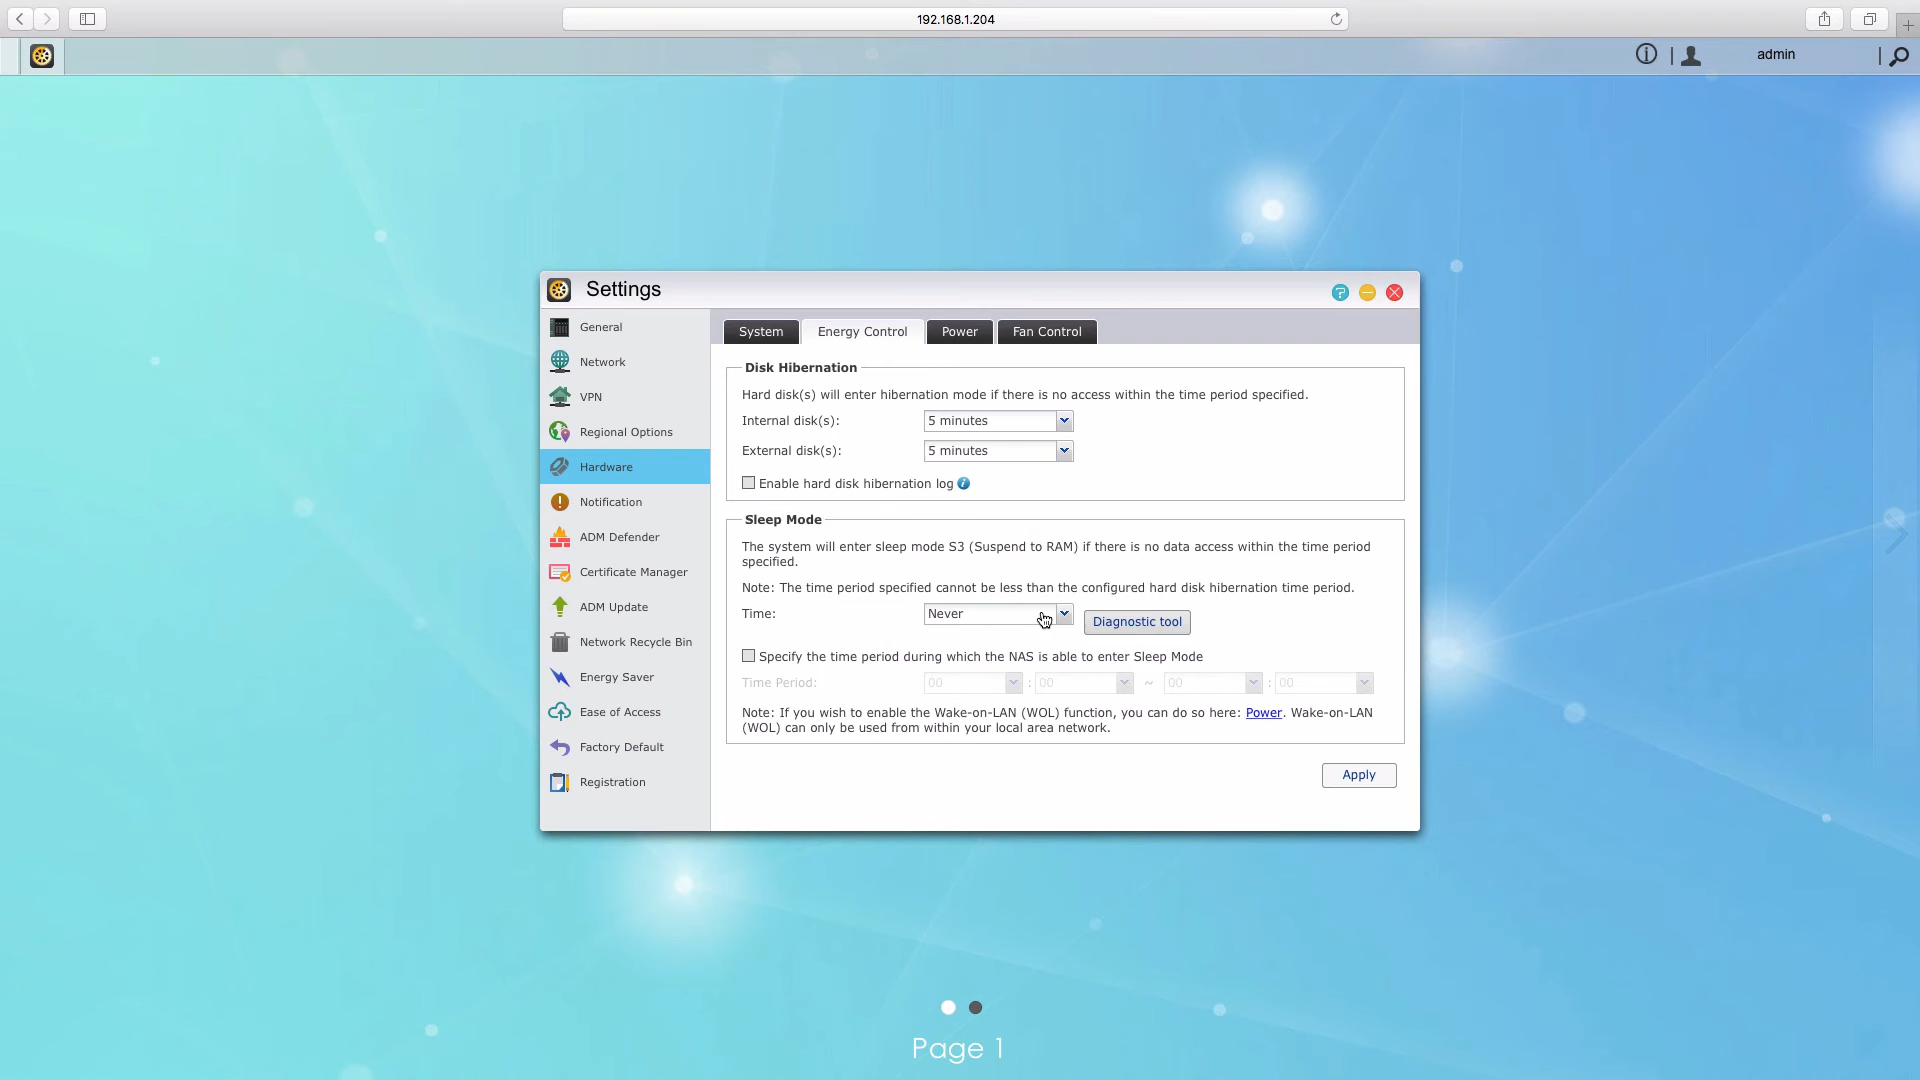 192.168.1.204
admin
Settings
General
Network
VPN
Regional Options
Hardware
Notification
ADM Defender
Certificate Manager
ADM Update
Network Recycle Bin
Energy Saver
Ease of Access
Factory Default
Registration
System Energy Control Power Fan Control
Disk Hibernation
Hard disk(s) will enter hibernation mode if there is no access within the time period specified.
Internal disk(s): 5 minutes
External disk(s): 5 minutes
Enable hard disk hibernation log
Sleep Mode
The system will enter sleep mode S3 (Suspend to RAM) if there is no data access within the time period
specified.
Note: The time period specified cannot be less than the configured hard disk hibernation time period.
Time: Never Diagnostic tool
Specify the time period during which the NAS is able to enter Sleep Mode
Time Period: 00 : 00 ~ 00 : 00
Note: If you wish to enable the Wake-on-LAN (WOL) function, you can do so here: Power. Wake-on-LAN
(WOL) can only be used from within your local area network.
Apply
Page 1